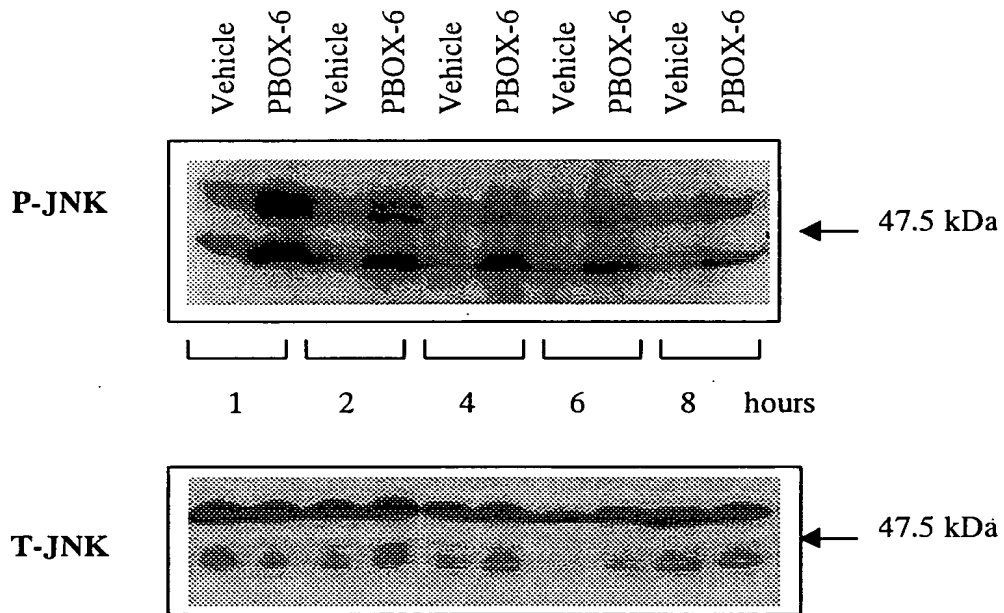 Vehicle PBOX-6 Vehicle PBOX-6 Vehicle PBOX-6 Vehicle PBOX-6 Vehicle PBOX-6
P-JNK
47.5 kDa
1 2 4 6 8 hours
T-JNK
47.5 kDa